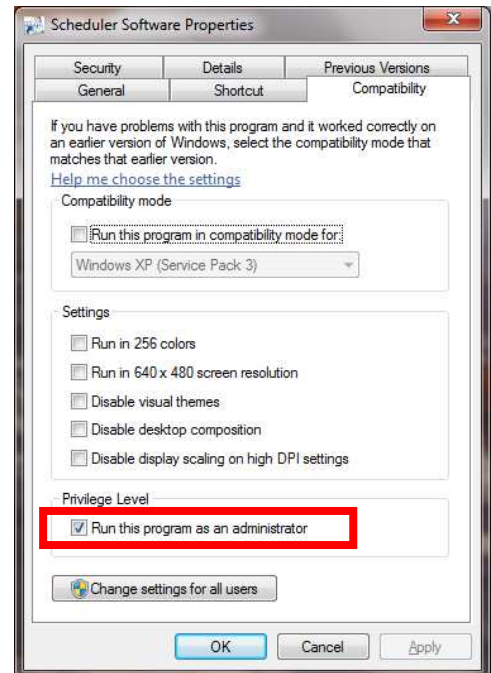 Scheduler Software Properties
Security Details Previous Versions
General Shortcut Compatibility
If you have problems with this program and it worked correctly on
an earlier version of Windows, select the compatibility mode that
matches that earlier version.
Help me choose the settings
Compatibility mode
Run this program in compatibility mode for:
Windows XP (Service Pack 3)
Settings
Run in 256 colors
Run in 640 x 480 screen resolution
Disable visual themes
Disable desktop composition
Disable display scaling on high DPI settings
Privilege Level
Run this program as an administrator
Change settings for all users
OK Cancel Apply